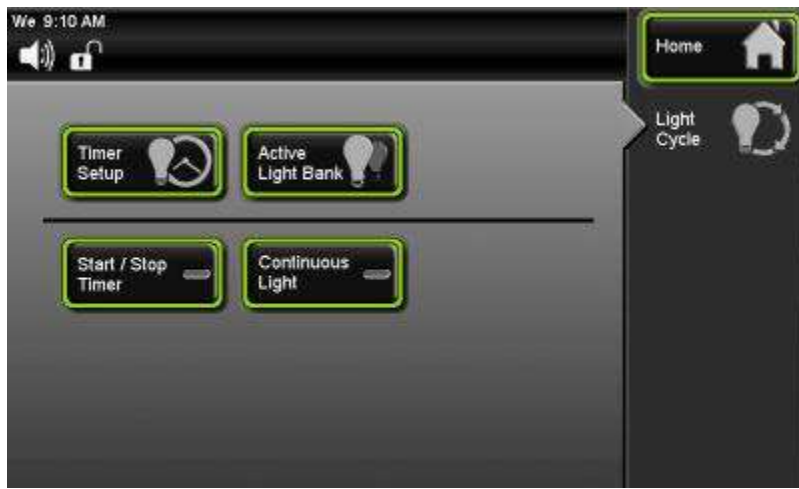 We 9:10 AM
Home
Light
Cycle
Timer
Setup
Active
Light Bank
Start / Stop
Timer
Continuous
Light